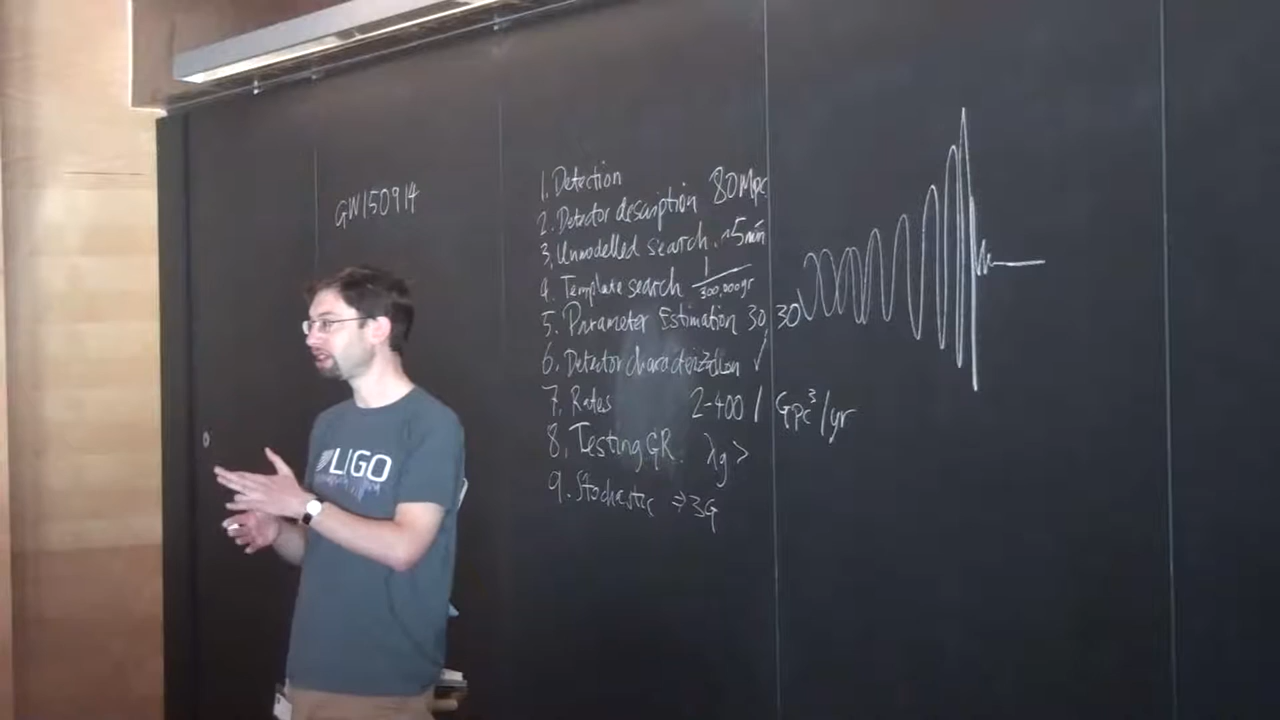 GW150914
1. Detection
2. Detector description 80Mpc
3. Unmodelled search. ~5min
4. Template search 1/300,000yr
5. Parameter Estimation 30, 30
6. Detector characterization ✓
7. Rates 2-400 / Gpc³/yr
8. Testing GR. λg >
9. Stochastic ⇒ 3G
LIGO